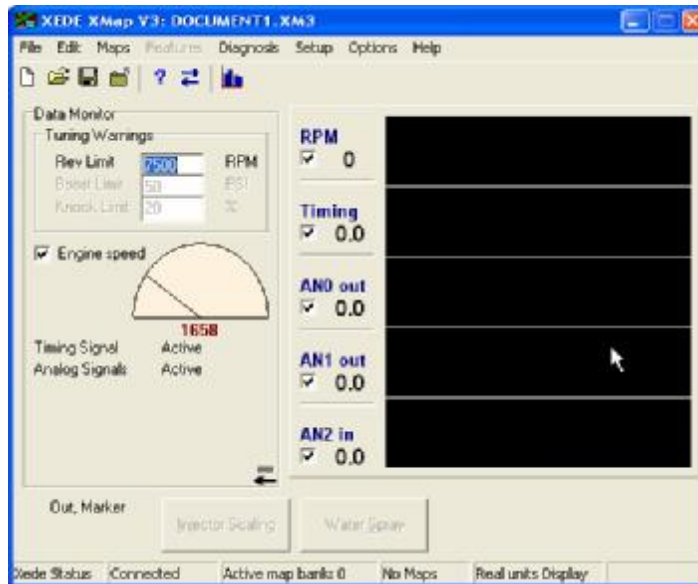 XEDE XMap V3: DOCUMENT1.XM3
File Edit Maps Features Diagnosis Setup Options Help
Data Monitor
Tuning Warnings
Rev Limit 7500 RPM
Boost Limit 50 PSI
Knock Limit 20 %
Engine speed
1658
Timing Signal Active
Analog Signals Active
RPM
0
Timing
0.0
AN0 out
0.0
AN1 out
0.0
AN2 in
0.0
Out, Marker
Injector Scaling Water Spray
Xede Status Connected Active map bank: 0 No Maps Real units Display